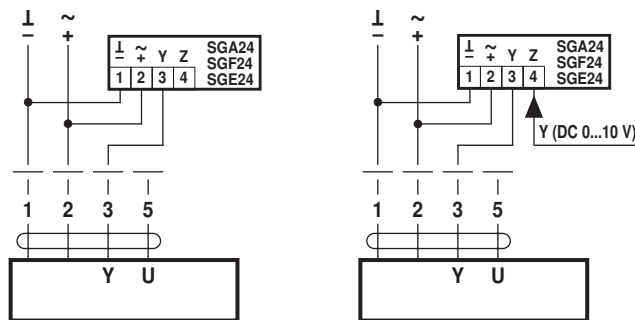 ⊥ ~
– +
⊥ ~ Y Z SGA24
– + SGF24
1 2 3 4 SGE24
1 2 3 5
Y U
⊥ ~
– +
⊥ ~ Y Z SGA24
– + SGF24
1 2 3 4 SGE24
Y (DC 0...10 V)
1 2 3 5
Y U